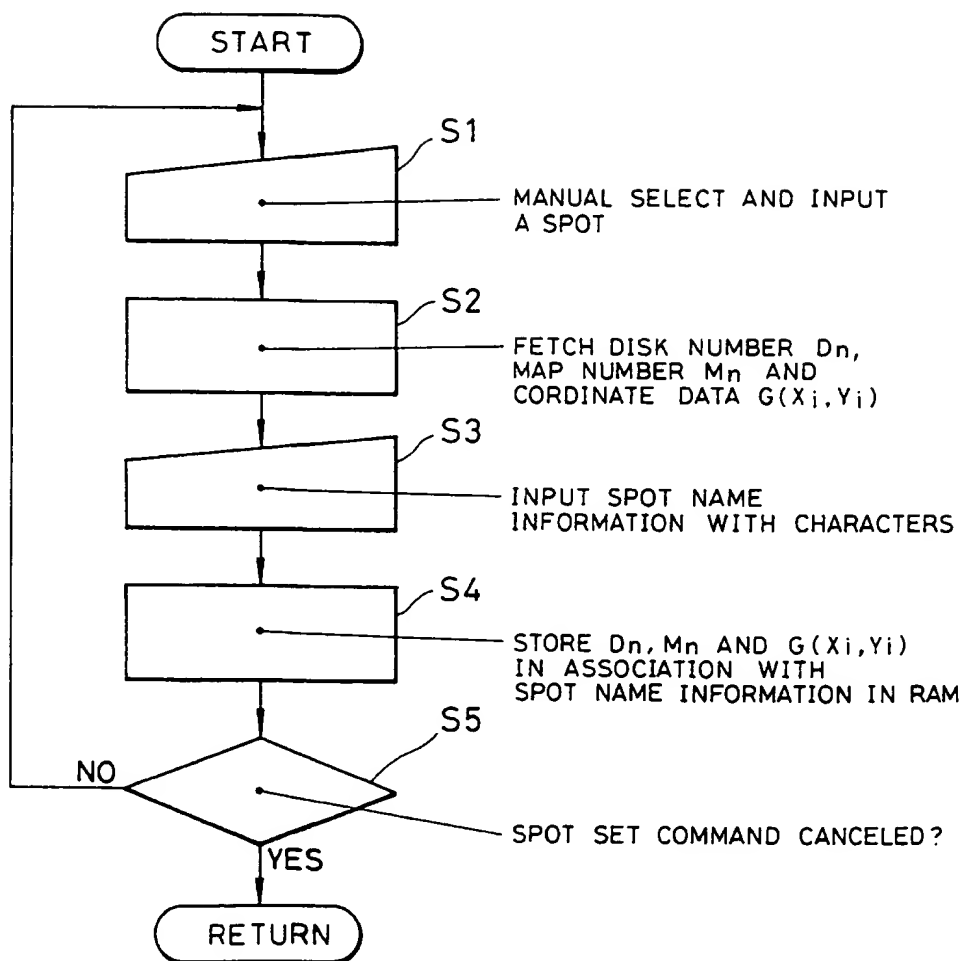 START
S1
MANUAL SELECT AND INPUT
A SPOT
S2
FETCH DISK NUMBER Dn,
MAP NUMBER Mn AND
CORDINATE DATA G(Xi,Yi)
S3
INPUT SPOT NAME
INFORMATION WITH CHARACTERS
S4
STORE Dn, Mn AND G(Xi,Yi)
IN ASSOCIATION WITH
SPOT NAME INFORMATION IN RAM
S5
NO
SPOT SET COMMAND CANCELED?
YES
RETURN